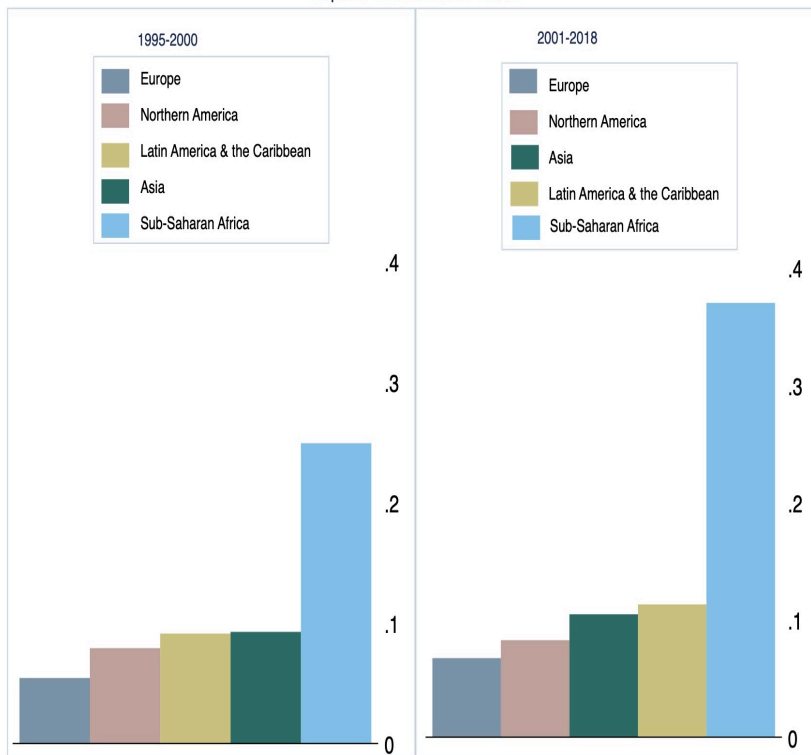 1995-2000
Europe
Northern America
Latin America & the Caribbean
Asia
Sub-Saharan Africa
.4
.3
.2
.1
0
2001-2018
Europe
Northern America
Asia
Latin America & the Caribbean
Sub-Saharan Africa
.4
.3
.2
.1
0